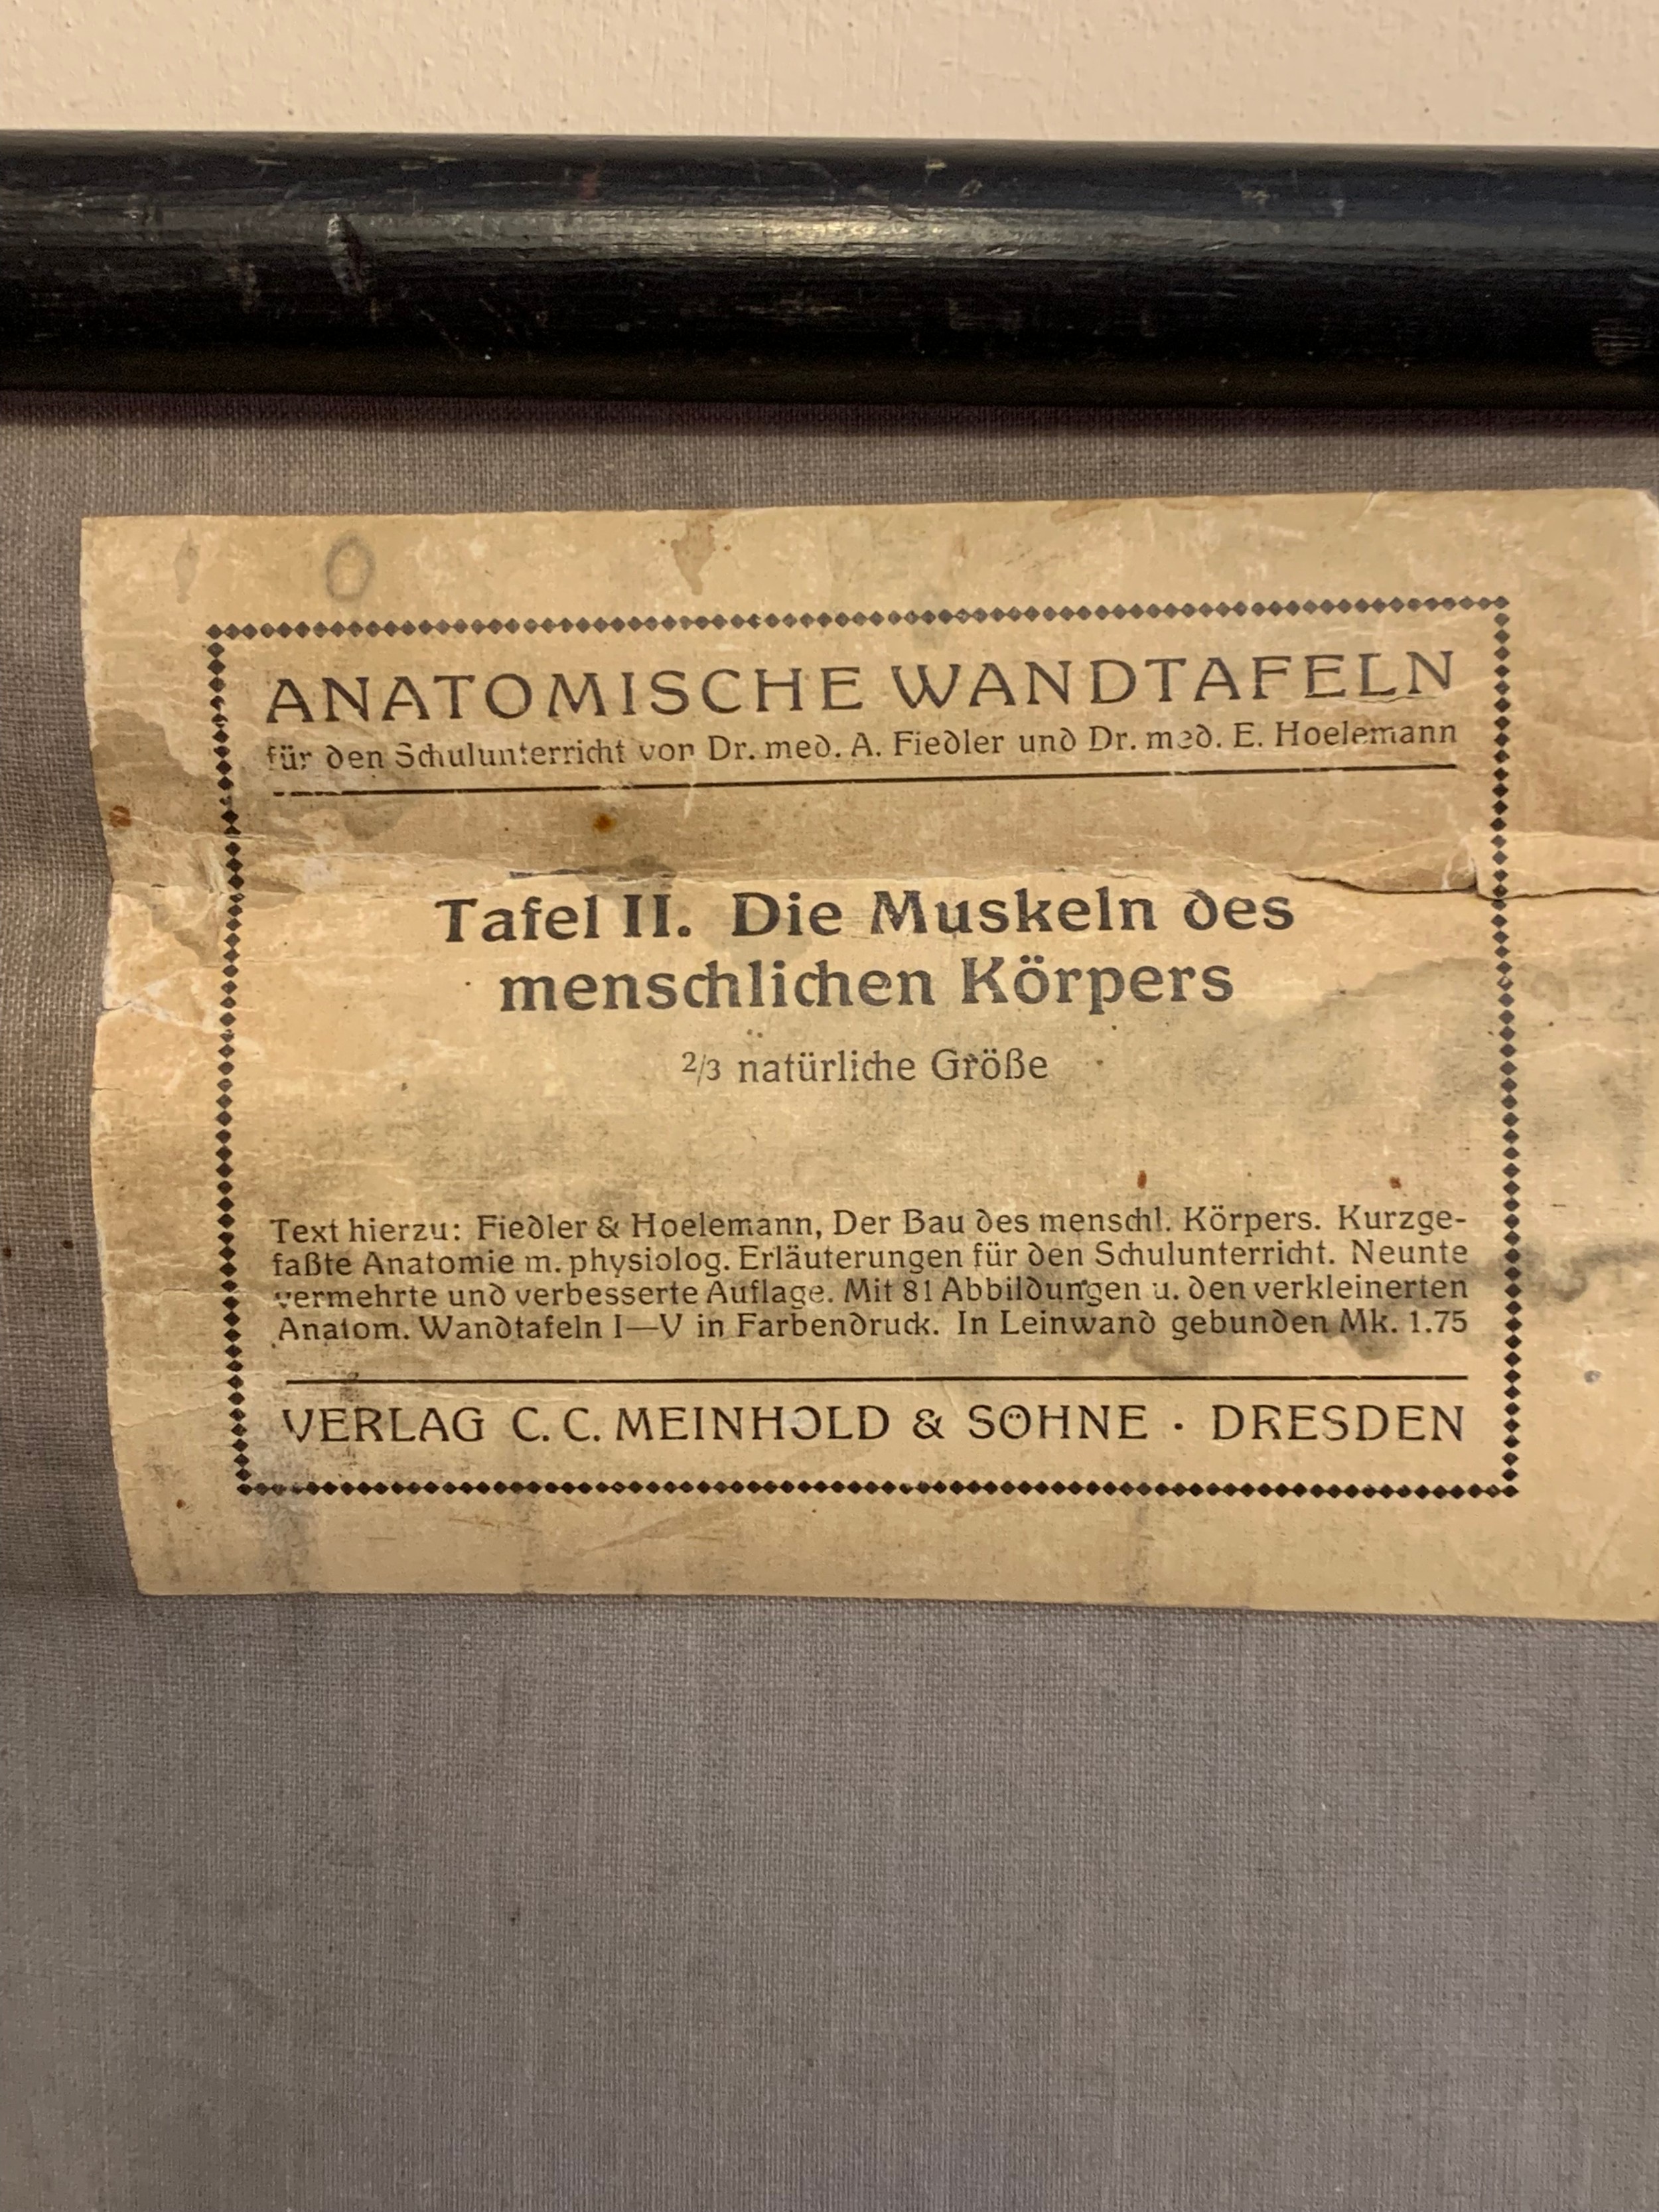 O
ANATOMISCHE WANDTAFELN
für den Schulunterricht von Dr. med. A. Fiedler und Dr. med. E. Hoelemann
Tafel II. Die Muskeln des
menschlichen Körpers
2/3 natürliche Größe
Text hierzu: Fiedler & Hoelemann, Der Bau des menschl. Körpers. Kurzge-
faßte Anatomie m. physiolog. Erläuterungen für den Schulunterricht. Neunte
vermehrte und verbesserte Auflage. Mit 81 Abbildungen u. den verkleinerten
Anatom. Wandtafeln I—V in Farbendruck. In Leinwand gebunden Mk. 1.75
VERLAG C. C. MEINHOLD & SÖHNE · DRESDEN